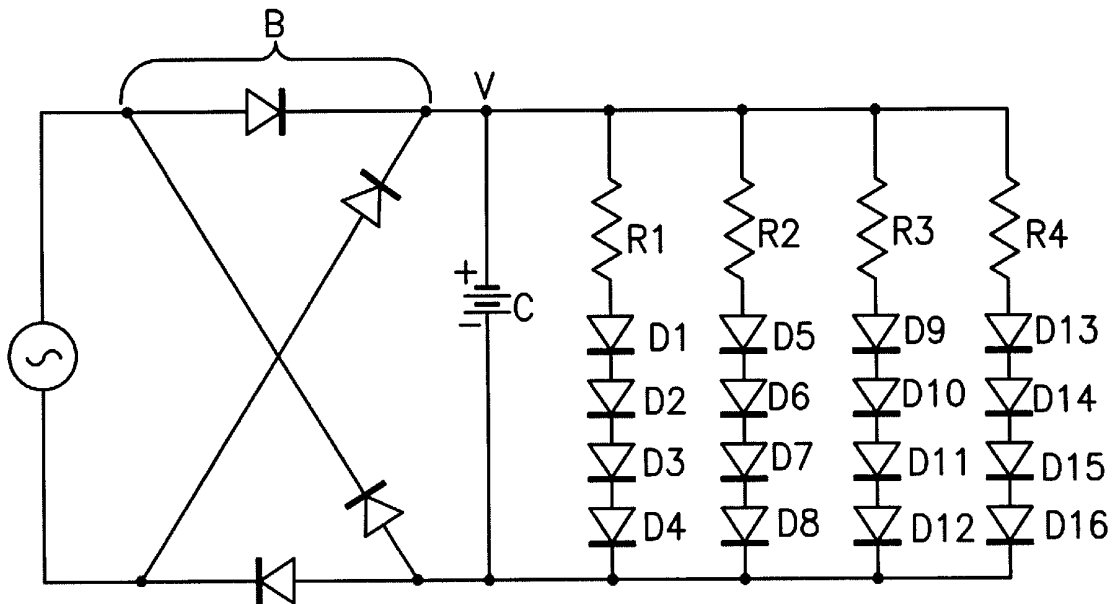 B
V
R1 R2 R3 R4
+
C
−
D1 D5 D9 D13
D2 D6 D10 D14
D3 D7 D11 D15
D4 D8 D12 D16